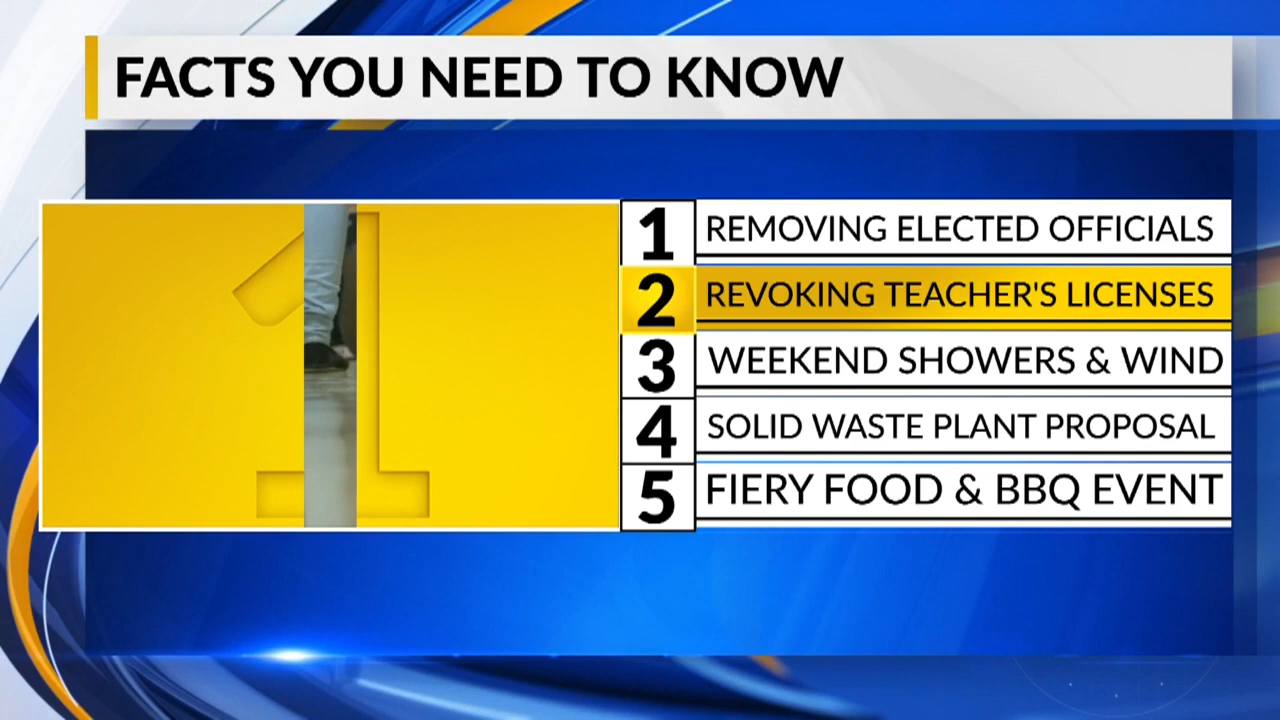 FACTS YOU NEED TO KNOW
1
1 REMOVING ELECTED OFFICIALS
2 REVOKING TEACHER'S LICENSES
3 WEEKEND SHOWERS & WIND
4 SOLID WASTE PLANT PROPOSAL
5 FIERY FOOD & BBQ EVENT